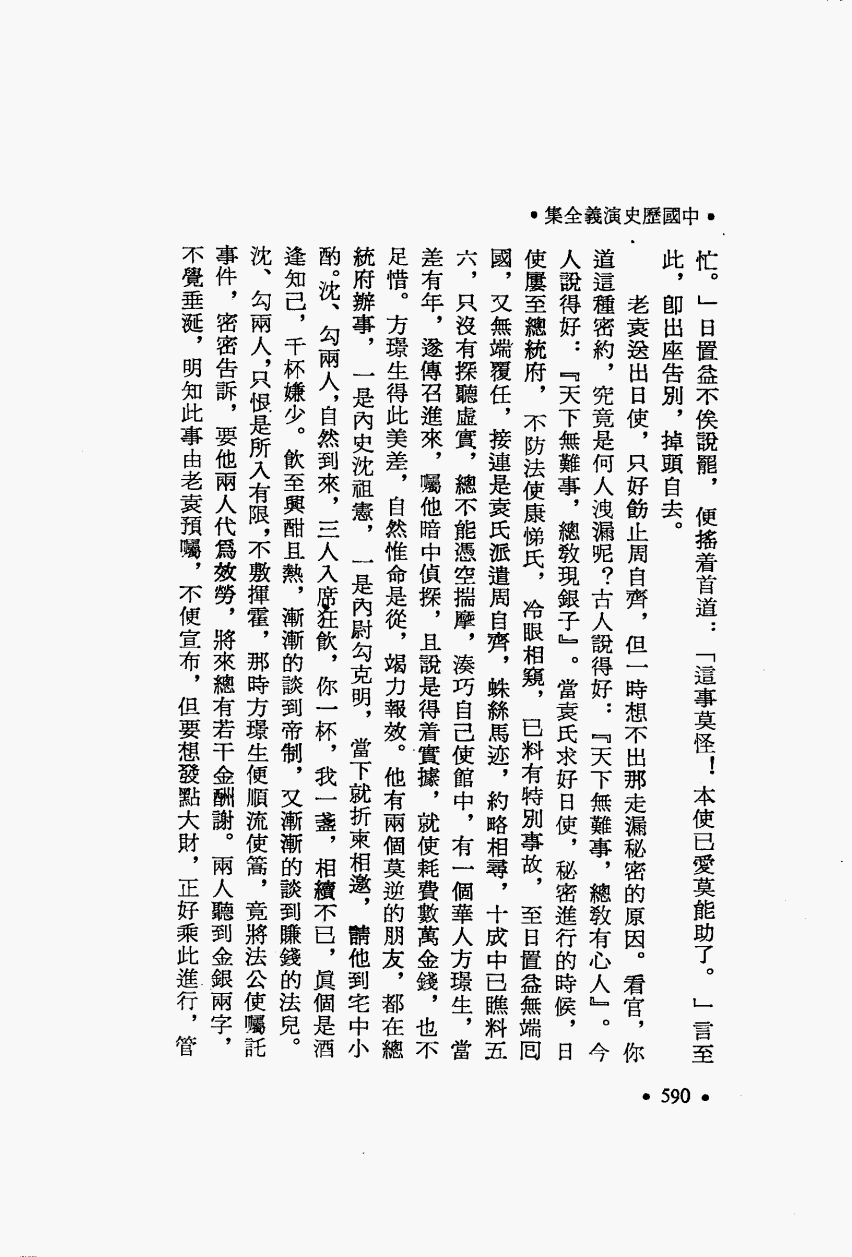 •中國歷史演義全集•
忙。」日置益不俟說罷，便搖着首道：「這事莫怪！本使已愛莫能助了。」言至
此，卽出座告別，掉頭自去。
老袁送出日使，只好飭止周自齊，但一時想不出那走漏秘密的原因。看官，你
道這種密約，究竟是何人洩漏呢？古人說得好：『天下無難事，總教有心人』。今
人說得好：『天下無難事，總教現銀子』。當袁氏求好日使，秘密進行的時候，日
使屢至總統府，不防法使康悌氏，冷眼相窺，已料有特別事故，至日置益無端囘
國，又無端覆任，接連是袁氏派遣周自齊，蛛絲馬迹，約略相尋，十成中已瞧料五
六，只沒有探聽虛實，總不能憑空揣摩，湊巧自己使館中，有一個華人方璟生，當
差有年，遂傳召進來，囑他暗中偵探，且說是得着實據，就使耗費數萬金錢，也不
足惜。方璟生得此美差，自然惟命是從，竭力報效。他有兩個莫逆的朋友，都在總
統府辦事，一是內史沈祖憲，一是內尉勾克明，當下就折柬相邀，請他到宅中小
酌。沈、勾兩人，自然到來，三人入席狂飲，你一杯，我一盞，相續不已，眞個是酒
逢知己，千杯嫌少。飲至興酣且熱，漸漸的談到帝制，又漸漸的談到賺錢的法兒。
沈、勾兩人，只恨是所入有限，不敷揮霍，那時方璟生便順流使篙，竟將法公使囑託
事件，密密告訴，要他兩人代爲效勞，將來總有若干金酬謝。兩人聽到金銀兩字，
不覺垂涎，明知此事由老袁預囑，不便宣布，但要想發點大財，正好乘此進行，管
•590•